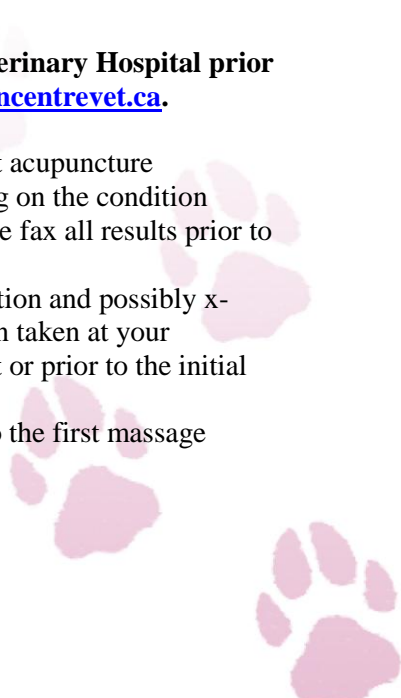 erinary Hospital prior
ncentrevet.ca.
t acupuncture
g on the condition
e fax all results prior to
tion and possibly x-
n taken at your
t or prior to the initial
o the first massage